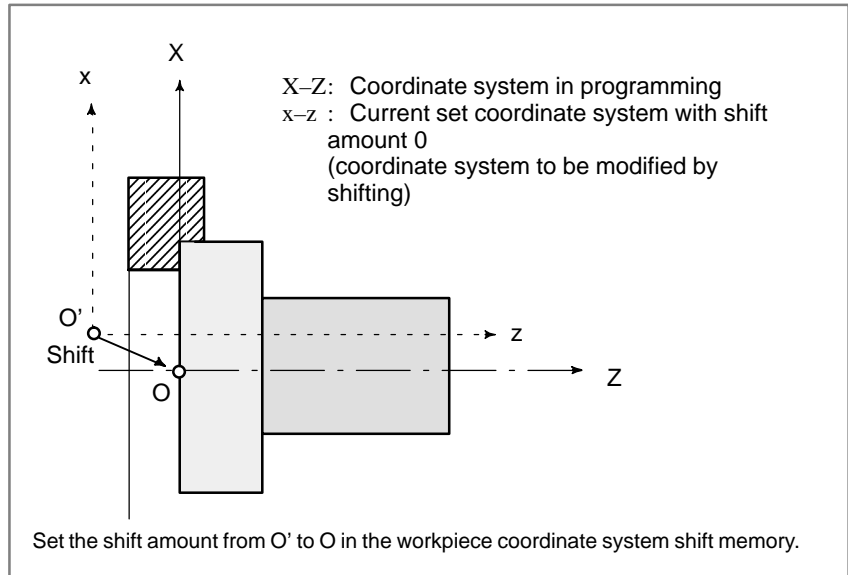 X
x
X–Z: Coordinate system in programming
x–z : Current set coordinate system with shift
amount 0
(coordinate system to be modified by
shifting)
O’
z
Shift
O
Z
Set the shift amount from O’ to O in the workpiece coordinate system shift memory.